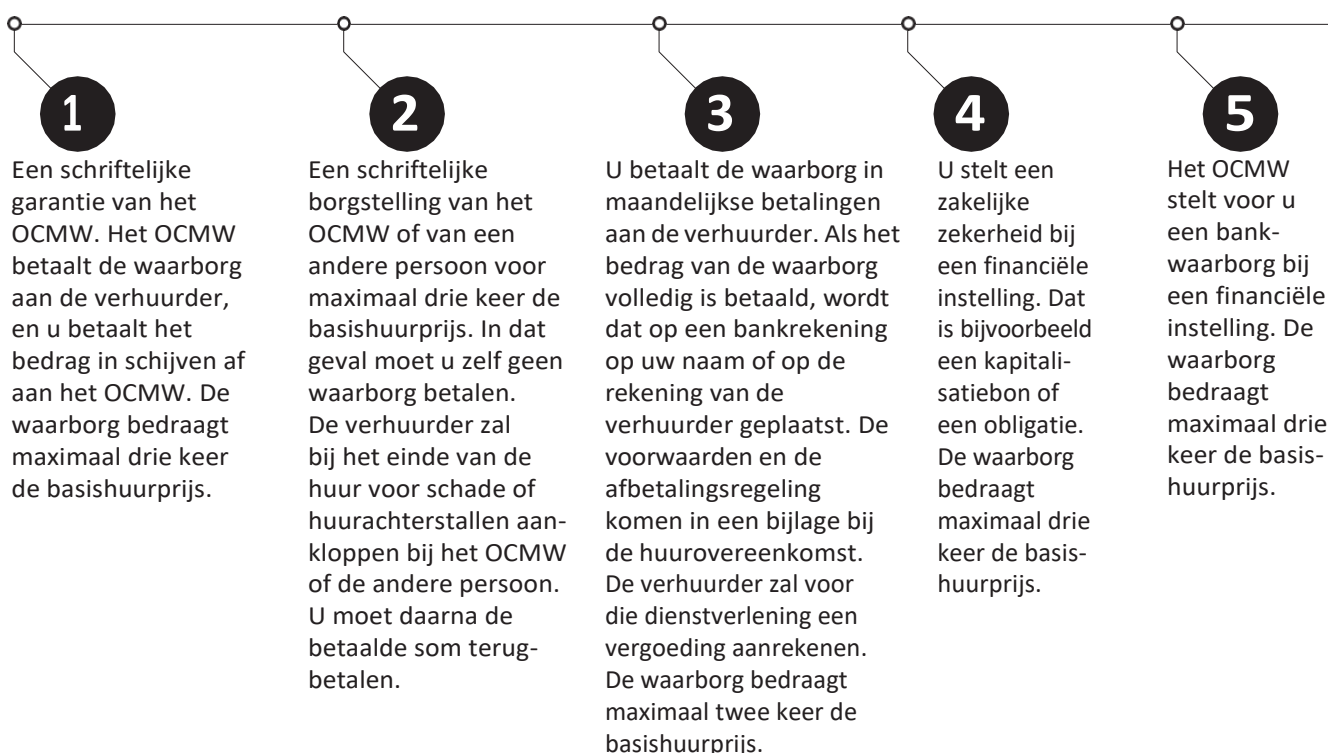 1
Een schriftelijke
garantie van het
OCMW. Het OCMW
betaalt de waarborg
aan de verhuurder,
en u betaalt het
bedrag in schijven af
aan het OCMW. De
waarborg bedraagt
maximaal drie keer
de basishuurprijs.
2
Een schriftelijke
borgstelling van het
OCMW of van een
andere persoon voor
maximaal drie keer de
basishuurprijs. In dat
geval moet u zelf geen
waarborg betalen.
De verhuurder zal
bij het einde van de
huur voor schade of
huurachterstallen aan-
kloppen bij het OCMW
of de andere persoon.
U moet daarna de
betaalde som terug-
betalen.
3
U betaalt de waarborg in
maandelijkse betalingen
aan de verhuurder. Als het
bedrag van de waarborg
volledig is betaald, wordt
dat op een bankrekening
op uw naam of op de
rekening van de
verhuurder geplaatst. De
voorwaarden en de
afbetalingsregeling
komen in een bijlage bij
de huurovereenkomst.
De verhuurder zal voor
die dienstverlening een
vergoeding aanrekenen.
De waarborg bedraagt
maximaal twee keer de
basishuurprijs.
4
U stelt een
zakelijke
zekerheid bij
een financiële
instelling. Dat
is bijvoorbeeld
een kapitali-
satiebon of
een obligatie.
De waarborg
bedraagt
maximaal drie
keer de basis-
huurprijs.
5
Het OCMW
stelt voor u
een bank-
waarborg bij
een financiële
instelling. De
waarborg
bedraagt
maximaal drie
keer de basis-
huurprijs.